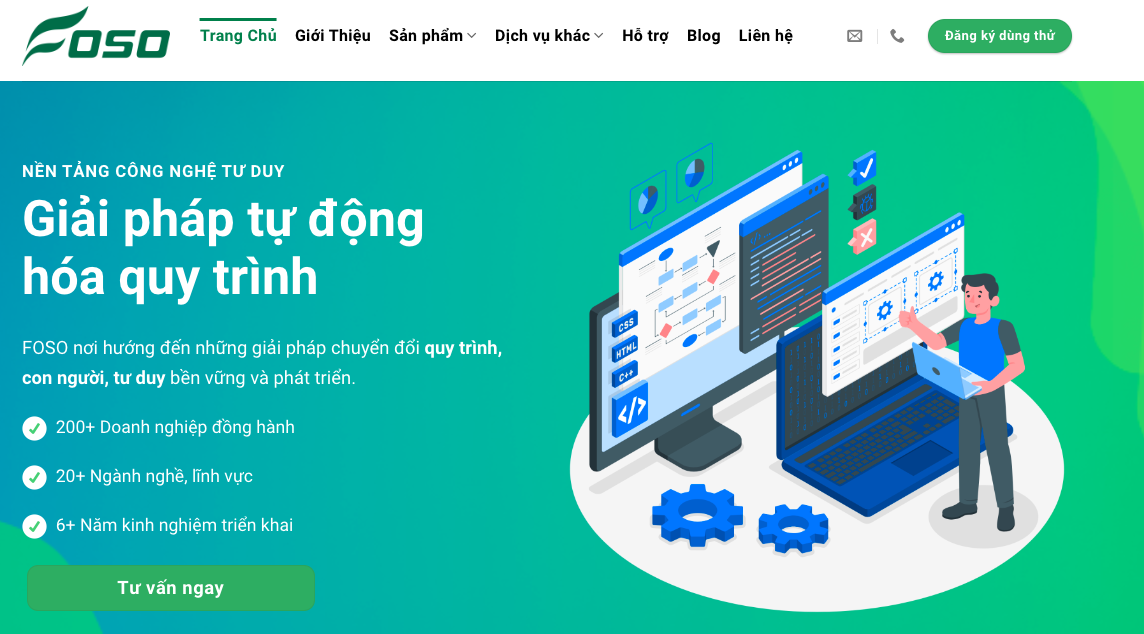 FOSO
Trang Chủ
Giới Thiệu
Sản phẩm
Dịch vụ khác
Hỗ trợ
Blog
Liên hệ
Đăng ký dùng thử
NỀN TẢNG CÔNG NGHỆ TƯ DUY
Giải pháp tự động
hóa quy trình
FOSO nơi hướng đến những giải pháp chuyển đổi quy trình,
con người, tư duy bền vững và phát triển.
200+ Doanh nghiệp đồng hành
20+ Ngành nghề, lĩnh vực
6+ Năm kinh nghiệm triển khai
Tư vấn ngay
CSS
HTML
C++
</>